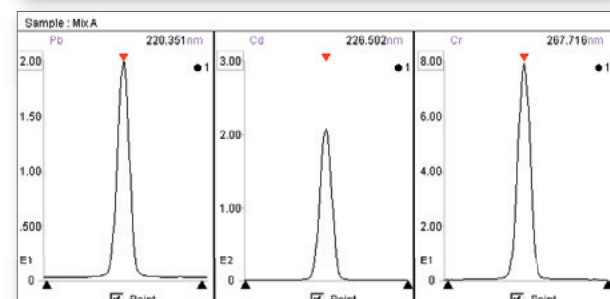 Sample : Mix A
Pb 220.351nm
Cd 226.502nm
Cr 267.716nm
2.00
1.50
1.00
.500
E1
0
1
3.00
2.00
1.00
E2
0
1
8.00
6.00
4.00
2.00
E1
0
1
Point
Point